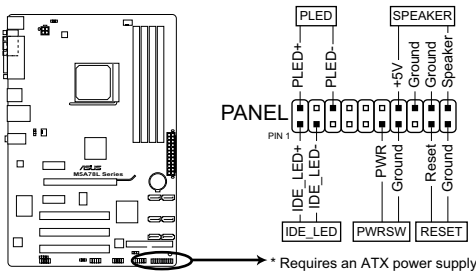 PLED
SPEAKER
PLED+
PLED-
+5V
Ground
Ground
Speaker
PANEL
PIN 1
IDE_LED+
IDE_LED-
PWR
Ground
Reset
Ground
IDE_LED
PWRSW
RESET
/SUS
M5A78L Series
* Requires an ATX power supply